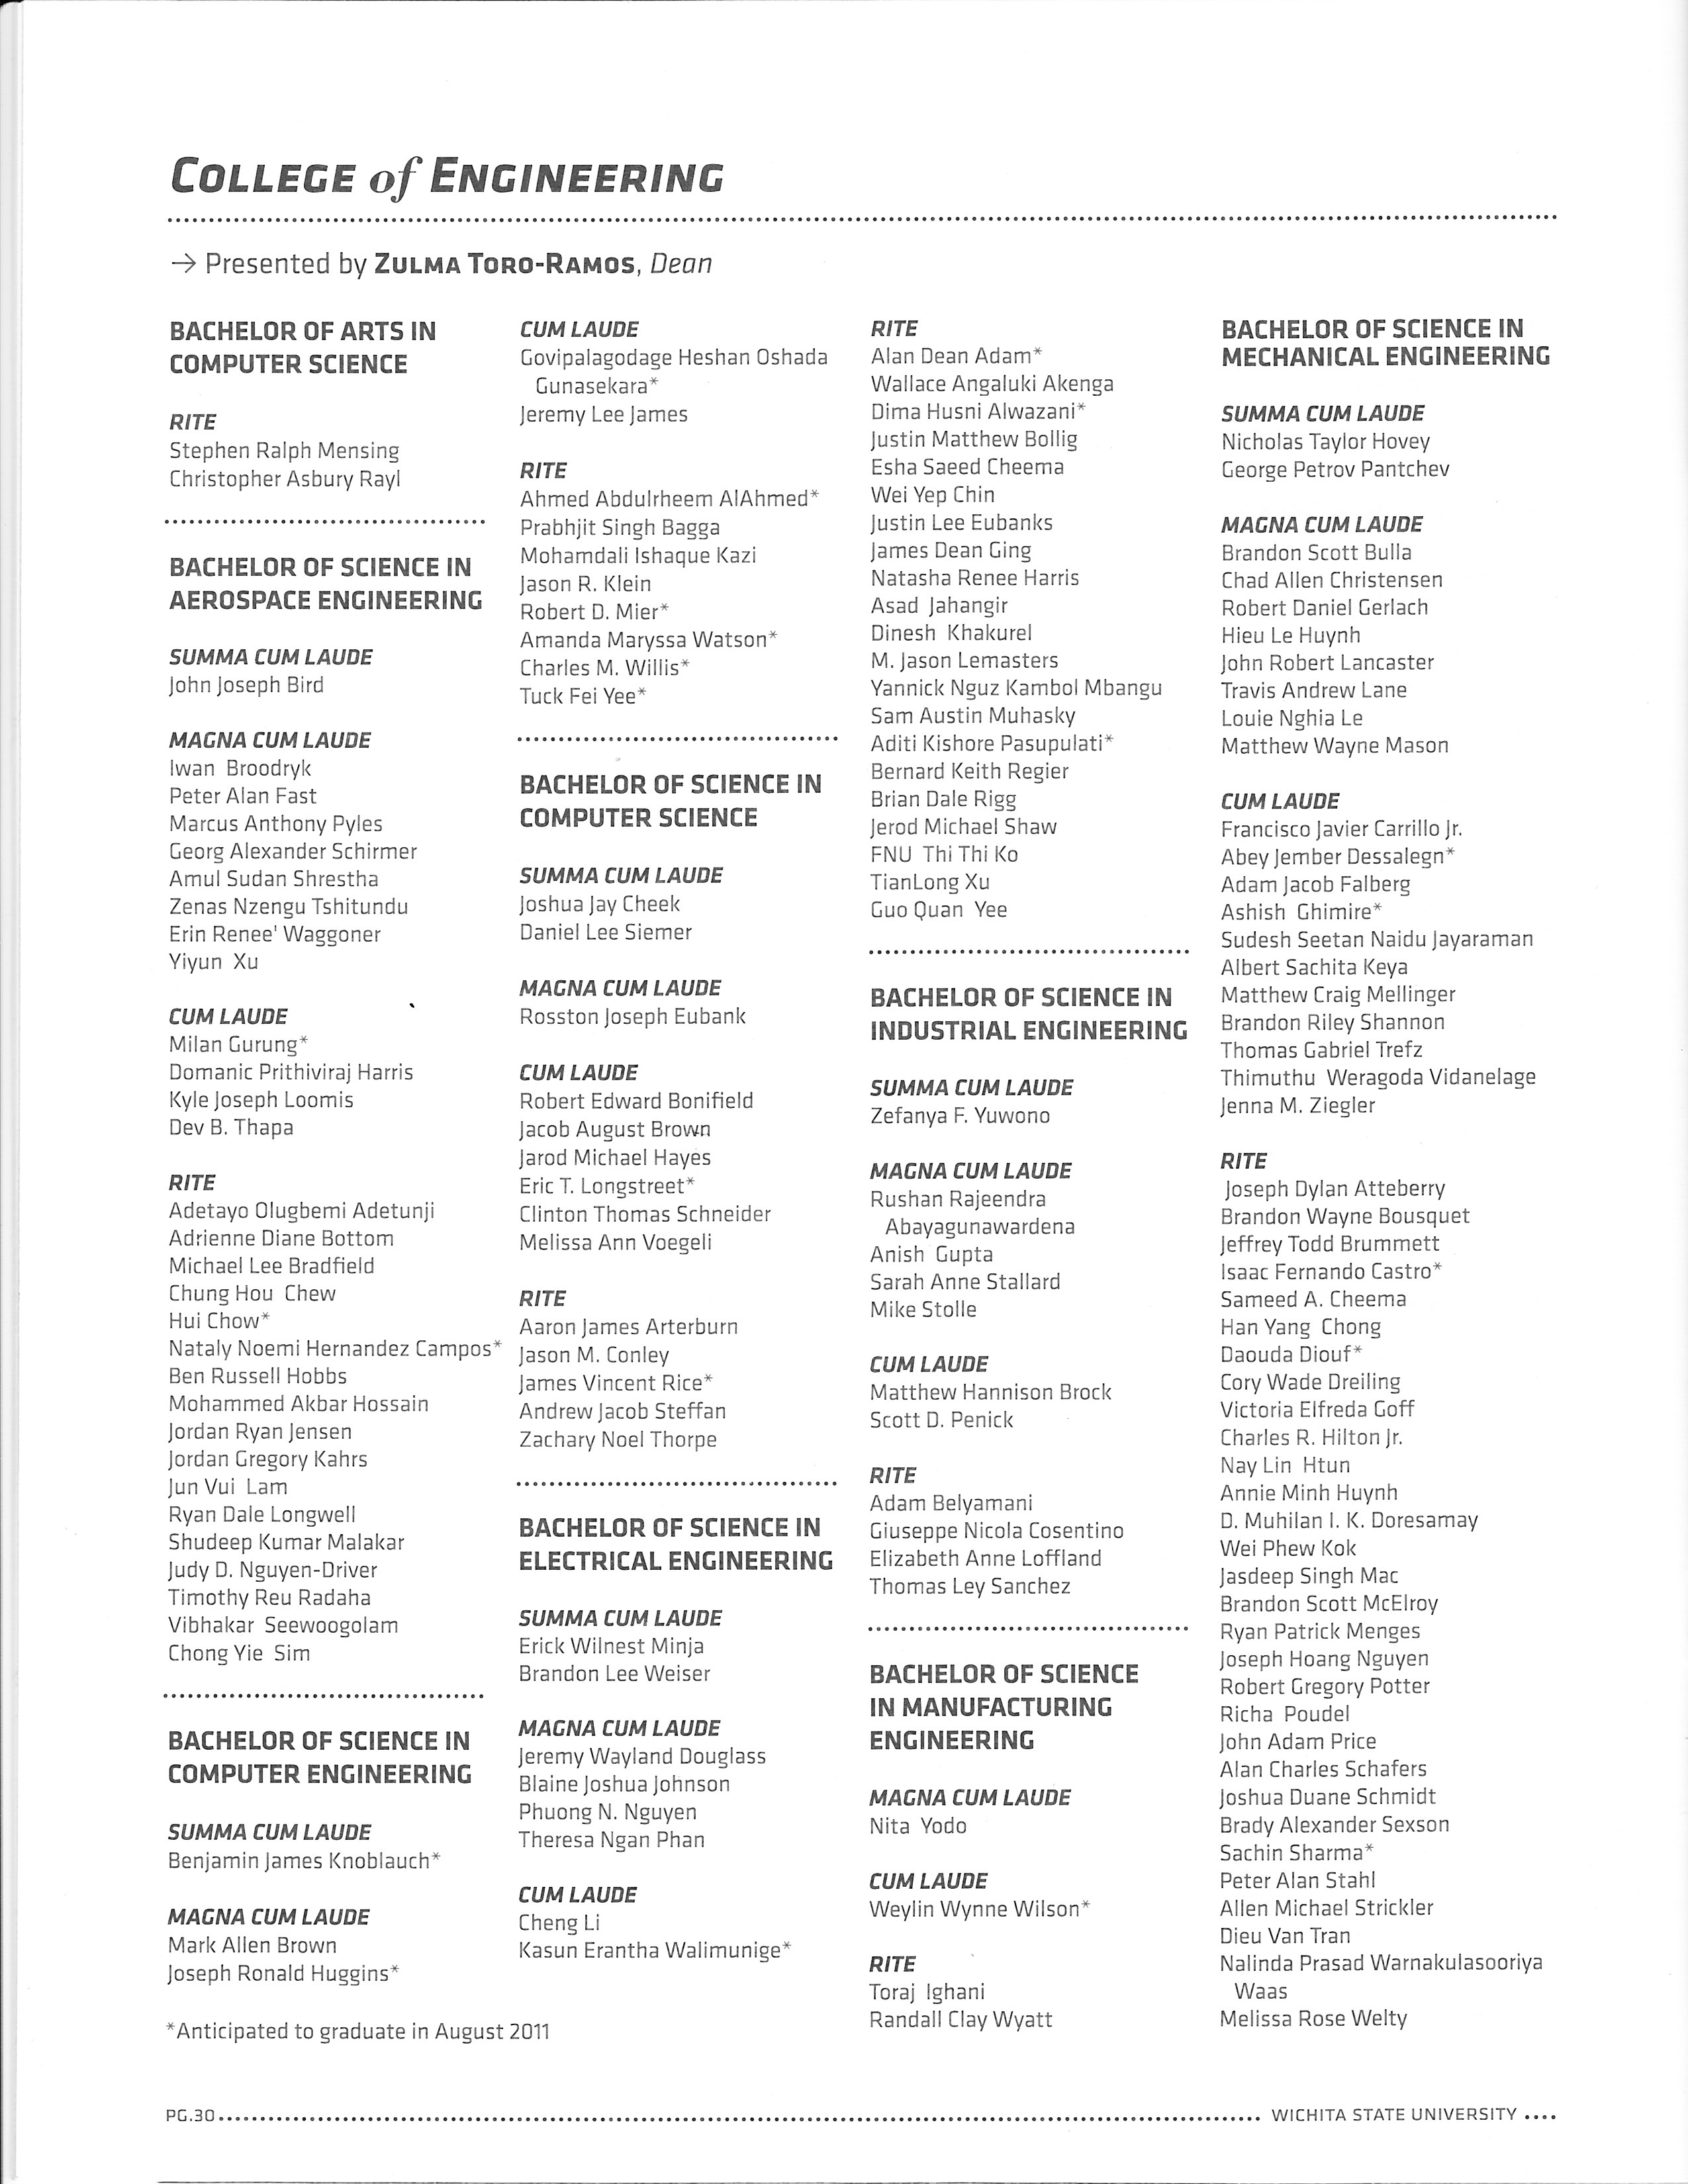 COLLEGE of ENGINEERING
→ Presented by ZULMA TORO-RAMOS, Dean
BACHELOR OF ARTS IN
COMPUTER SCIENCE
RITE
Stephen Ralph Mensing
Christopher Asbury Rayl
BACHELOR OF SCIENCE IN
AEROSPACE ENGINEERING
SUMMA CUM LAUDE
John Joseph Bird
MAGNA CUM LAUDE
Iwan Broodryk
Peter Alan Fast
Marcus Anthony Pyles
Georg Alexander Schirmer
Amul Sudan Shrestha
Zenas Nzengu Tshitundu
Erin Renee' Waggoner
Yiyun Xu
CUM LAUDE
Milan Gurung*
Domanic Prithiviraj Harris
Kyle Joseph Loomis
Dev B. Thapa
RITE
Adetayo Olugbemi Adetunji
Adrienne Diane Bottom
Michael Lee Bradfield
Chung Hou Chew
Hui Chow*
Nataly Noemi Hernandez Campos*
Ben Russell Hobbs
Mohammed Akbar Hossain
Jordan Ryan Jensen
Jordan Gregory Kahrs
Jun Vui Lam
Ryan Dale Longwell
Shudeep Kumar Malakar
Judy D. Nguyen-Driver
Timothy Reu Radaha
Vibhakar Seewoogolam
Chong Yie Sim
BACHELOR OF SCIENCE IN
COMPUTER ENGINEERING
SUMMA CUM LAUDE
Benjamin James Knoblauch*
MAGNA CUM LAUDE
Mark Allen Brown
Joseph Ronald Huggins*
CUM LAUDE
Govipalagodage Heshan Oshada
Gunasekara*
Jeremy Lee James
RITE
Ahmed Abdulrheem AlAhmed*
Prabhjit Singh Bagga
Mohamdali Ishaque Kazi
Jason R. Klein
Robert D. Mier*
Amanda Maryssa Watson*
Charles M. Willis*
Tuck Fei Yee*
BACHELOR OF SCIENCE IN
COMPUTER SCIENCE
SUMMA CUM LAUDE
Joshua Jay Cheek
Daniel Lee Siemer
MAGNA CUM LAUDE
Rosston Joseph Eubank
CUM LAUDE
Robert Edward Bonifield
Jacob August Brown
Jarod Michael Hayes
Eric T. Longstreet*
Clinton Thomas Schneider
Melissa Ann Voegeli
RITE
Aaron James Arterburn
Jason M. Conley
James Vincent Rice*
Andrew Jacob Steffan
Zachary Noel Thorpe
BACHELOR OF SCIENCE IN
ELECTRICAL ENGINEERING
SUMMA CUM LAUDE
Erick Wilnest Minja
Brandon Lee Weiser
MAGNA CUM LAUDE
Jeremy Wayland Douglass
Blaine Joshua Johnson
Phuong N. Nguyen
Theresa Ngan Phan
CUM LAUDE
Cheng Li
Kasun Erantha Walimunige*
RITE
Alan Dean Adam*
Wallace Angaluki Akenga
Dima Husni Alwazani*
Justin Matthew Bollig
Esha Saeed Cheema
Wei Yep Chin
Justin Lee Eubanks
James Dean Ging
Natasha Renee Harris
Asad Jahangir
Dinesh Khakurel
M. Jason Lemasters
Yannick Nguz Kambol Mbangu
Sam Austin Muhasky
Aditi Kishore Pasupulati*
Bernard Keith Regier
Brian Dale Rigg
Jerod Michael Shaw
FNU Thi Thi Ko
TianLong Xu
Guo Quan Yee
BACHELOR OF SCIENCE IN
INDUSTRIAL ENGINEERING
SUMMA CUM LAUDE
Zefanya F. Yuwono
MAGNA CUM LAUDE
Rushan Rajeendra
Abayagunawardena
Anish Gupta
Sarah Anne Stallard
Mike Stolle
CUM LAUDE
Matthew Hannison Brock
Scott D. Penick
RITE
Adam Belyamani
Giuseppe Nicola Cosentino
Elizabeth Anne Loffland
Thomas Ley Sanchez
BACHELOR OF SCIENCE
IN MANUFACTURING
ENGINEERING
MAGNA CUM LAUDE
Nita Yodo
CUM LAUDE
Weylin Wynne Wilson*
RITE
Toraj Ighani
Randall Clay Wyatt
BACHELOR OF SCIENCE IN
MECHANICAL ENGINEERING
SUMMA CUM LAUDE
Nicholas Taylor Hovey
George Petrov Pantchev
MAGNA CUM LAUDE
Brandon Scott Bulla
Chad Allen Christensen
Robert Daniel Gerlach
Hieu Le Huynh
John Robert Lancaster
Travis Andrew Lane
Louie Nghia Le
Matthew Wayne Mason
CUM LAUDE
Francisco Javier Carrillo Jr.
Abey Jember Dessalegn*
Adam Jacob Falberg
Ashish Ghimire*
Sudesh Seetan Naidu Jayaraman
Albert Sachita Keya
Matthew Craig Mellinger
Brandon Riley Shannon
Thomas Gabriel Trefz
Thimuthu Weragoda Vidanelage
Jenna M. Ziegler
RITE
Joseph Dylan Atteberry
Brandon Wayne Bousquet
Jeffrey Todd Brummett
Isaac Fernando Castro*
Sameed A. Cheema
Han Yang Chong
Daouda Diouf*
Cory Wade Dreiling
Victoria Elfreda Goff
Charles R. Hilton Jr.
Nay Lin Htun
Annie Minh Huynh
D. Muhilan I. K. Doresamay
Wei Phew Kok
Jasdeep Singh Mac
Brandon Scott McElroy
Ryan Patrick Menges
Joseph Hoang Nguyen
Robert Gregory Potter
Richa Poudel
John Adam Price
Alan Charles Schafers
Joshua Duane Schmidt
Brady Alexander Sexson
Sachin Sharma*
Peter Alan Stahl
Allen Michael Strickler
Dieu Van Tran
Nalinda Prasad Warnakulasooriya
Waas
Melissa Rose Welty
*Anticipated to graduate in August 2011
PG.30 WICHITA STATE UNIVERSITY